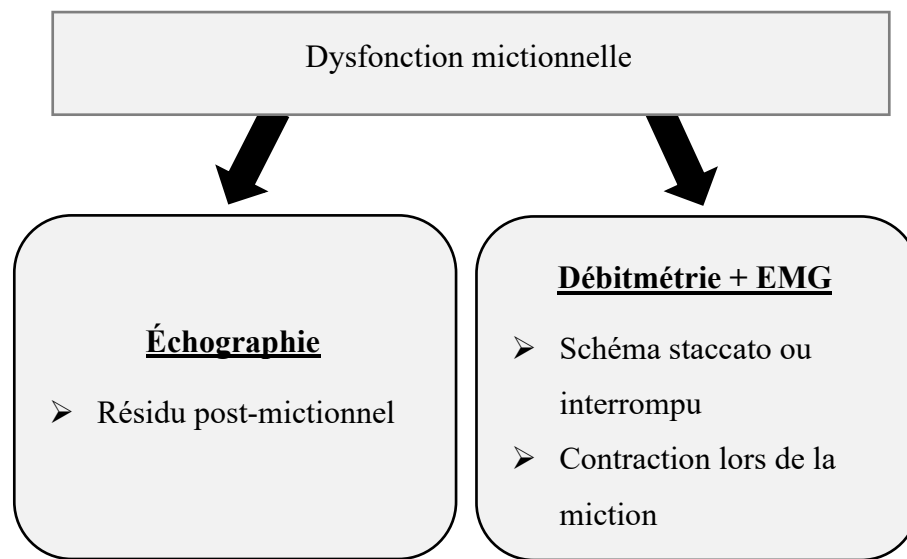 Dysfonction mictionnelle
Échographie
➢ Résidu post-mictionnel
Débitmétrie + EMG
➢ Schéma staccato ou
interrompu
➢ Contraction lors de la
miction